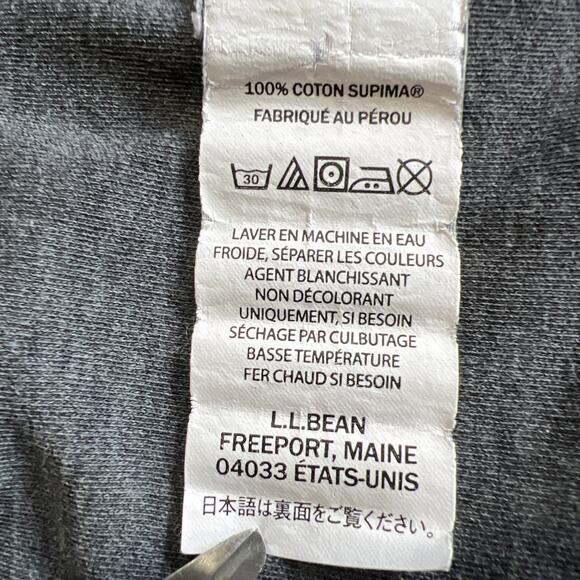 100% COTON SUPIMA®
FABRIQUÉ AU PÉROU
30
LAVER EN MACHINE EN EAU
FROIDE, SÉPARER LES COULEURS
AGENT BLANCHISSANT
NON DÉCOLORANT
UNIQUEMENT, SI BESOIN
SÉCHAGE PAR CULBUTAGE
BASSE TEMPÉRATURE
FER CHAUD SI BESOIN
L.L.BEAN
FREEPORT, MAINE
04033 ÉTATS-UNIS
日本語は裏面をご覧ください。